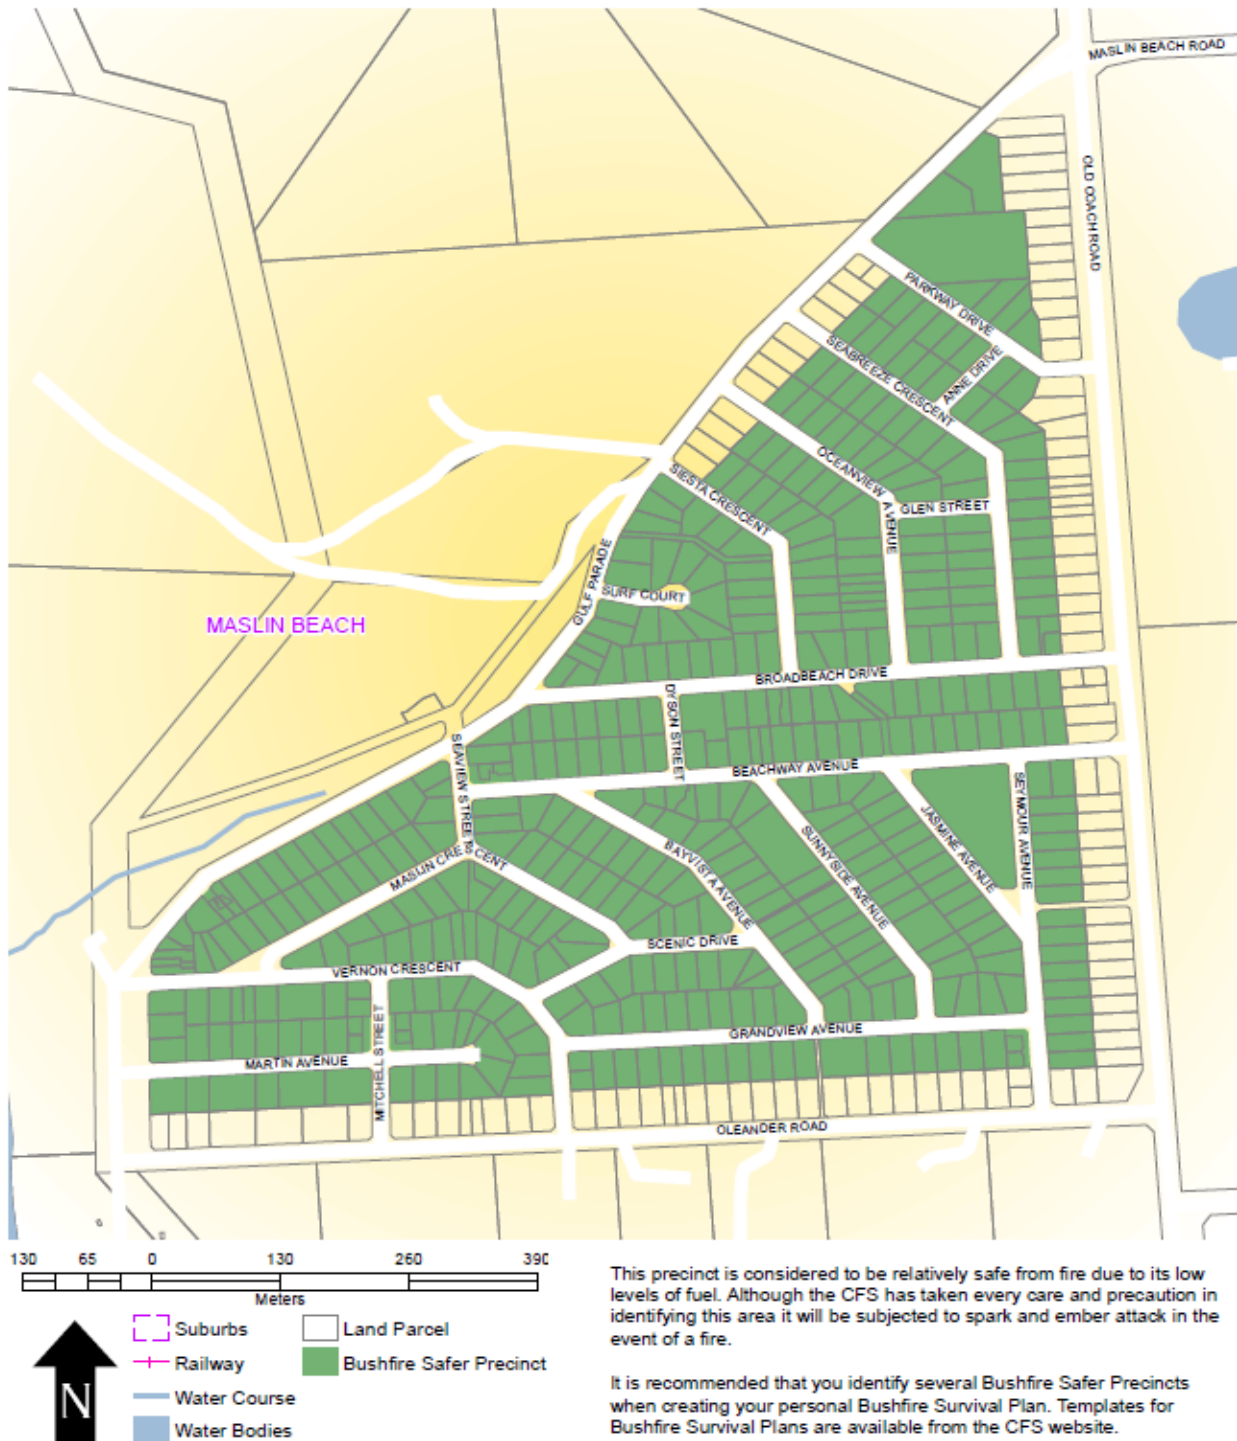 MASLIN BEACH ROAD
OLD COACH ROAD
PARKWAY DRIVE
SEABREEZE CRESCENT
ANNE DRIVE
OCEANVIEW AVENUE
GLEN STREET
SIESTA CRESCENT
GULF PARADE
SURF COURT
MASLIN BEACH
BROADBEACH DRIVE
DYSON STREET
SEAVIEW STREET
BEACHWAY AVENUE
SEYMOUR AVENUE
JASMINE AVENUE
SUNNYSIDE AVENUE
BAYVISTA AVENUE
MASLIN CRESCENT
SCENIC DRIVE
VERNON CRESCENT
MITCHELL STREET
MARTIN AVENUE
GRANDVIEW AVENUE
OLEANDER ROAD
130 65 0 130 260 390
Meters
Suburbs
Land Parcel
Railway
Bushfire Safer Precinct
Water Course
Water Bodies
N
This precinct is considered to be relatively safe from fire due to its low
levels of fuel. Although the CFS has taken every care and precaution in
identifying this area it will be subjected to spark and ember attack in the
event of a fire.
It is recommended that you identify several Bushfire Safer Precincts
when creating your personal Bushfire Survival Plan. Templates for
Bushfire Survival Plans are available from the CFS website.